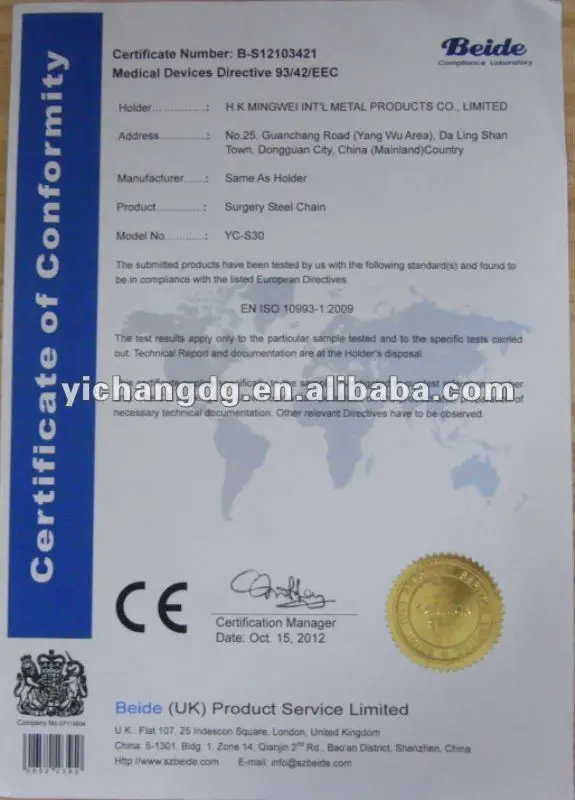 Certificate of Conformity
Certificate Number: B-S12103421
Medical Devices Directive 93/42/EEC
Beide
Compliance Laboratory
Holder..............: H.K MINGWEI INT'L METAL PRODUCTS CO., LIMITED
Address............: No.25, Guanchang Road (Yang Wu Area), Da Ling Shan
Town, Dongguan City, China (Mainland)Country
Manufacturer......: Same As Holder
Product............: Surgery Steel Chain
Model No..........: YC-S30
The submitted products have been tested by us with the following standard(s) and found to
be in compliance with the listed European Directives.
EN ISO 10993-1:2009
The test results apply only to the particular sample tested and to the specific tests carried
out. Technical Report and documentation are at the Holder's disposal.
yichangdg.en.alibaba.com
necessary technical documentation. Other relevant Directives have to be observed.
CE
Certification Manager
Date: Oct. 15, 2012
Company No.
Beide (UK) Product Service Limited
U.K.: Flat 107, 25 Indescon Square, London, United Kingdom
China: 5-1301, Bldg. 1, Zone 14, Qianjin 2nd Rd., Bao'an District, Shenzhen, China
Http://www.szbeide.com E-mail: info@szbeide.com